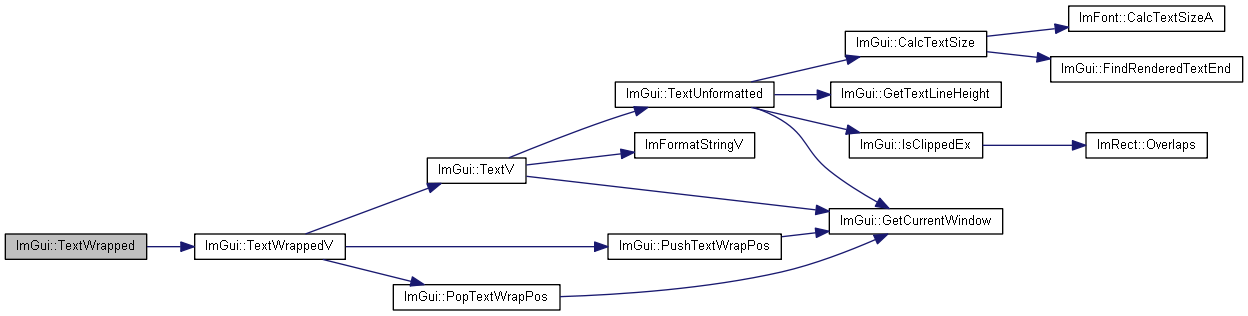 ImFont::CalcTextSizeA
ImGui::CalcTextSize
ImGui::FindRenderedTextEnd
ImGui::TextUnformatted
ImGui::GetTextLineHeight
ImFormatStringV
ImGui::IsClippedEx
ImRect::Overlaps
ImGui::TextV
ImGui::GetCurrentWindow
ImGui::TextWrapped
ImGui::TextWrappedV
ImGui::PushTextWrapPos
ImGui::PopTextWrapPos